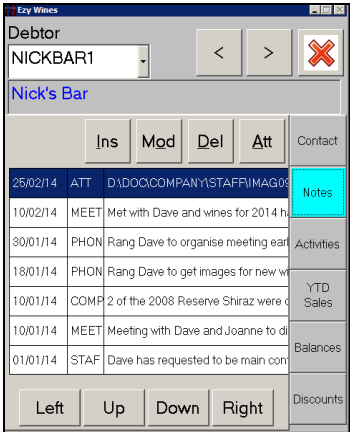 Ezy Wines
Debtor
NICKBAR1
< >
Nick's Bar
Ins Mod Del Att
Contact
Notes
Activities
YTD
Sales
Balances
Discounts
25/02/14 ATT D:\DOC\COMPANY\STAFF\IMAG09
10/02/14 MEET Met with Dave and wines for 2014 h
30/01/14 PHON Rang Dave to organise meeting earl
18/01/14 PHON Rang Dave to get images for new wi
10/01/14 COMP 2 of the 2008 Reserve Shiraz were c
10/01/14 MEET Meeting with Dave and Joanne to di
01/01/14 STAF Dave has requested to be main con
Left Up Down Right